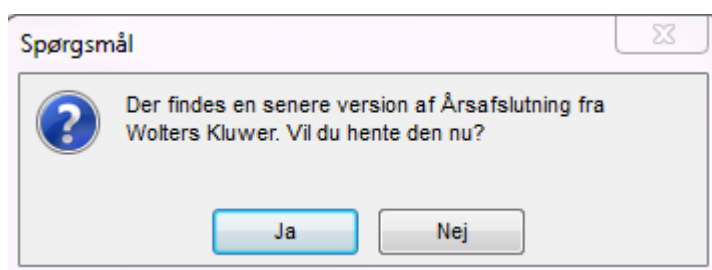 Spørgsmål
Der findes en senere version af Årsafslutning fra
Wolters Kluwer. Vil du hente den nu?
Ja
Nej